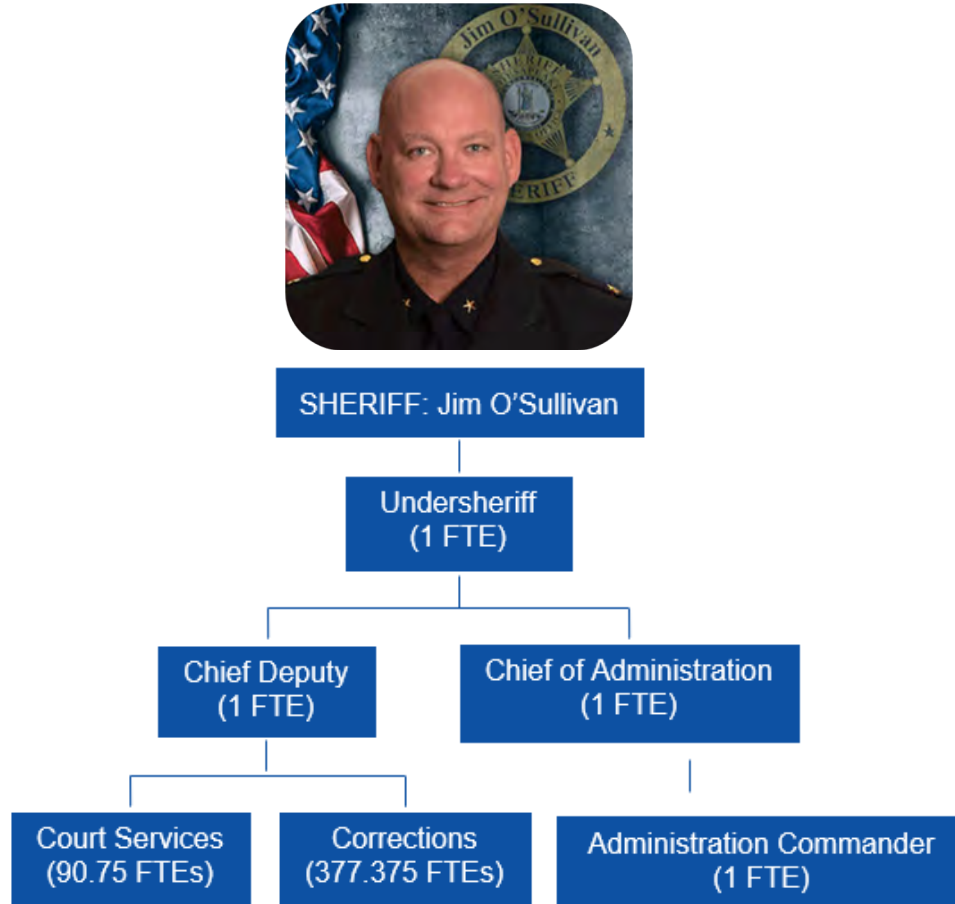 Jim O'Sullivan
SHERIFF
SHERIFF
SHERIFF: Jim O'Sullivan
Undersheriff
(1 FTE)
Chief Deputy
(1 FTE)
Chief of Administration
(1 FTE)
Court Services
(90.75 FTEs)
Corrections
(377.375 FTEs)
Administration Commander
(1 FTE)